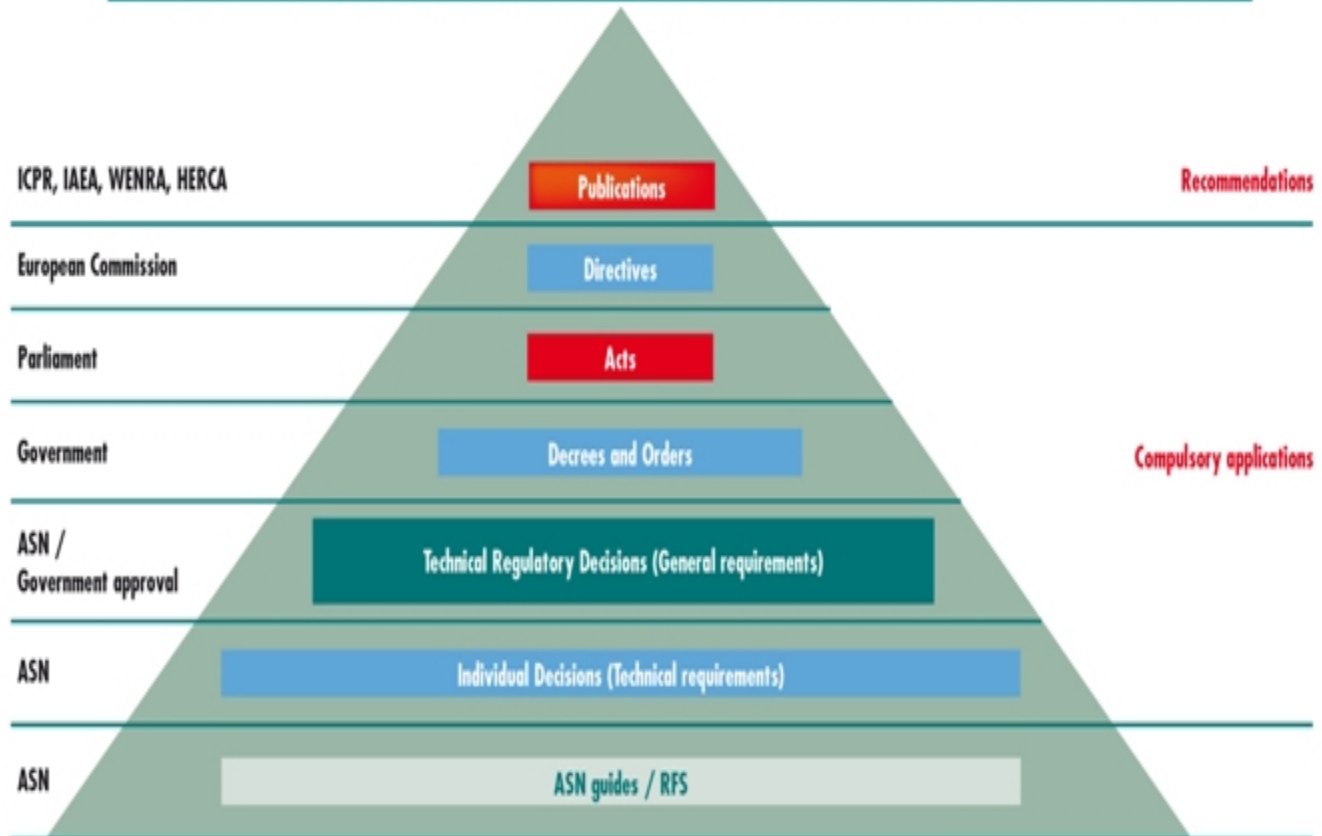 ICPR, IAEA, WENRA, HERCA
Publications
Recommendations
European Commission
Directives
Parliament
Acts
Government
Decrees and Orders
Compulsory applications
ASN /
Government approval
Technical Regulatory Decisions (General requirements)
ASN
Individual Decisions (Technical requirements)
ASN
ASN guides / RFS